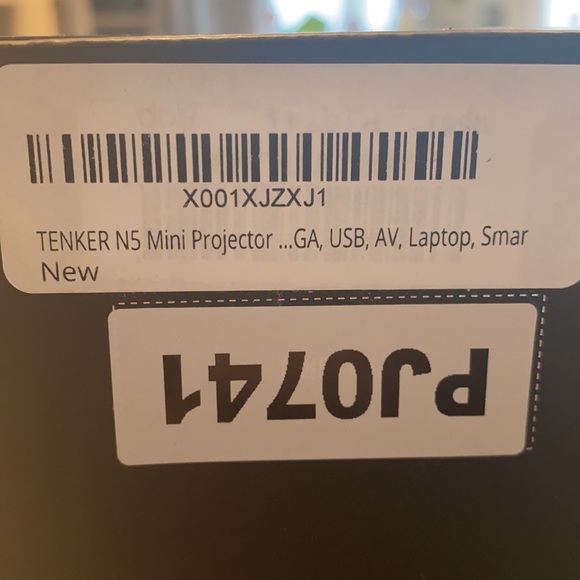 X001XJZXJ1
TENKER N5 Mini Projector ...GA, USB, AV, Laptop, Smar
New
PJ0741